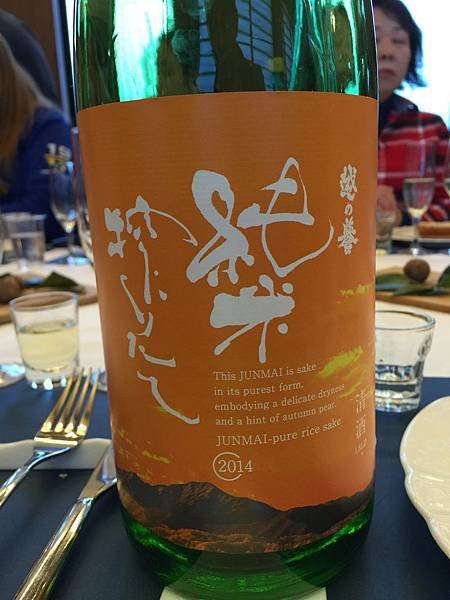 越の誉
純米
搾りたて
This JUNMAI is sake
in its purest form,
embodying a delicate dryness
and a hint of autumn pear.
JUNMAI-pure rice sake
2014
清酒